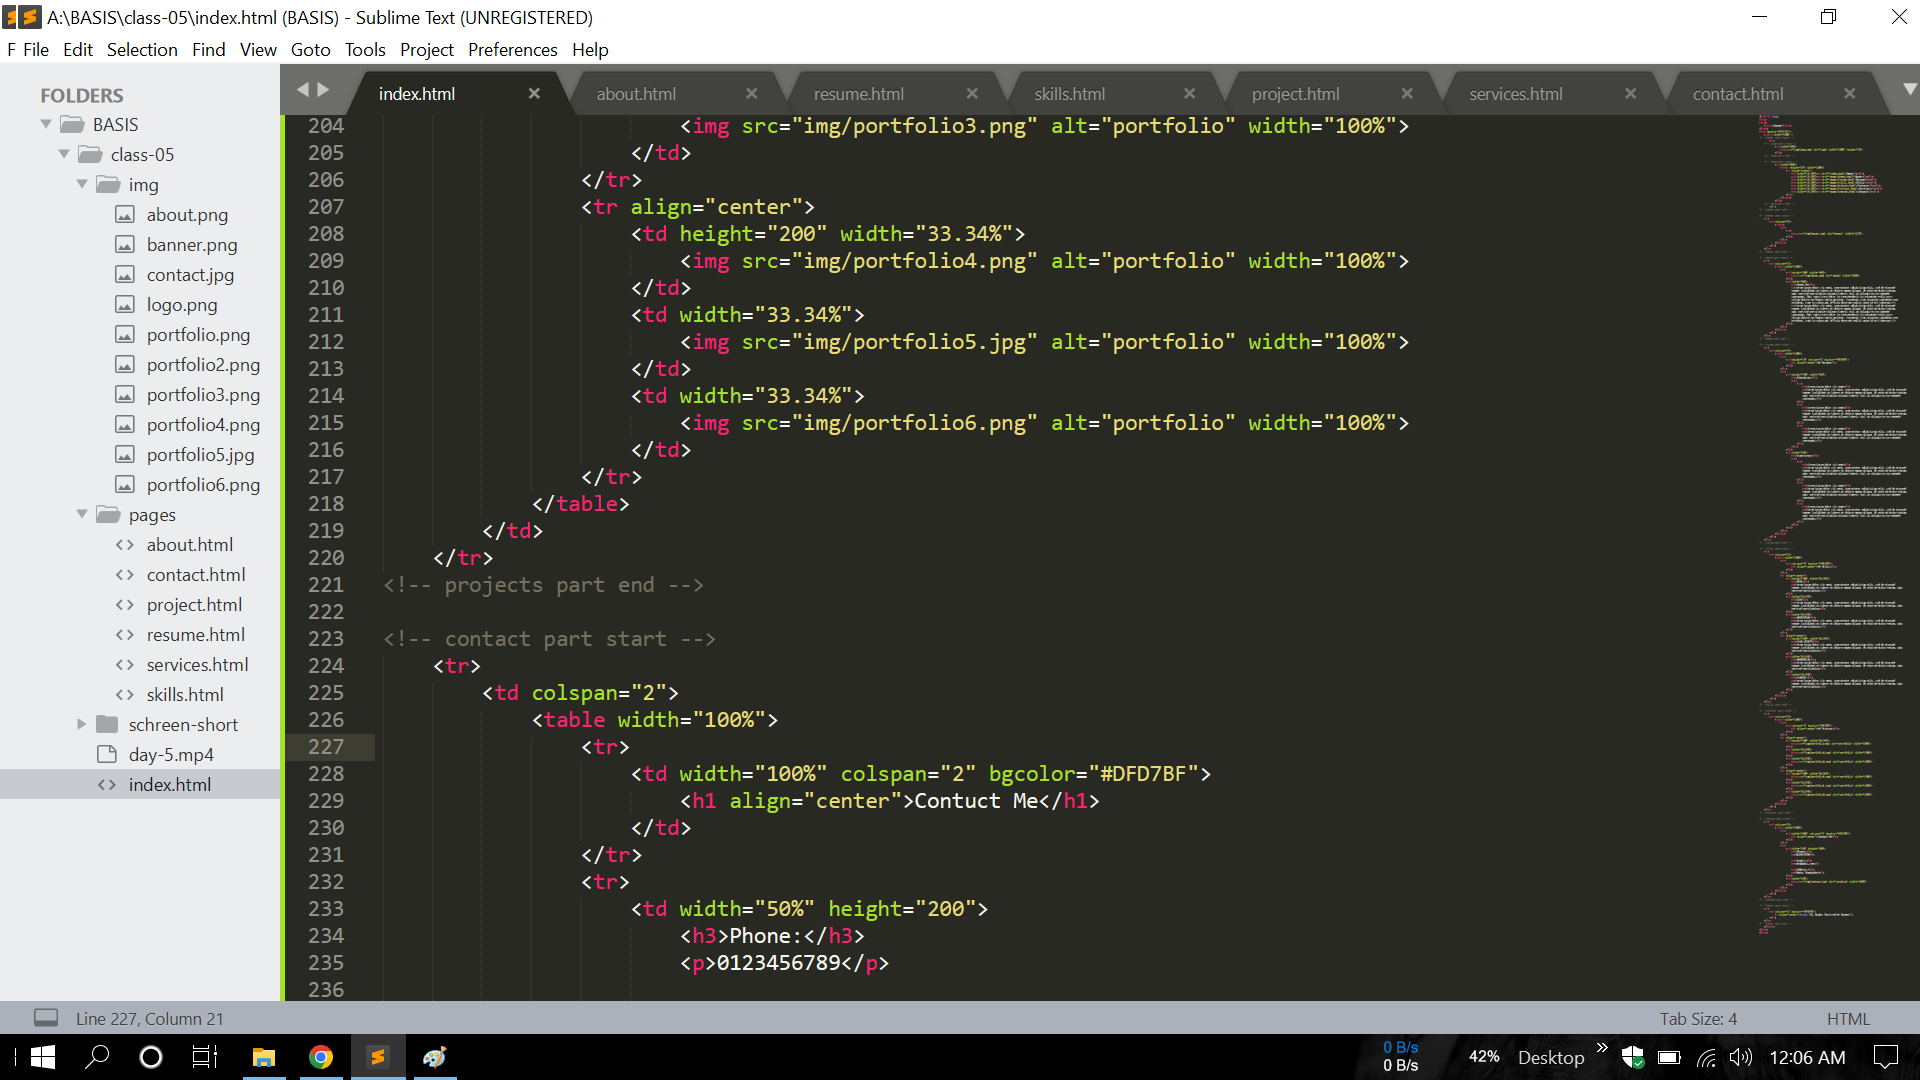 A:\BASIS\class-05\index.html (BASIS) - Sublime Text (UNREGISTERED)
F File Edit Selection Find View Goto Tools Project Preferences Help
FOLDERS
BASIS
class-05
img
about.png
banner.png
contact.jpg
logo.png
portfolio.png
portfolio2.png
portfolio3.png
portfolio4.png
portfolio5.jpg
portfolio6.png
pages
about.html
contact.html
project.html
resume.html
services.html
skills.html
schreen-short
day-5.mp4
index.html
index.html about.html resume.html skills.html project.html services.html contact.html
204 <img src="img/portfolio3.png" alt="portfolio" width="100%">
205 </td>
206 </tr>
207 <tr align="center">
208 <td height="200" width="33.34%">
209 <img src="img/portfolio4.png" alt="portfolio" width="100%">
210 </td>
211 <td width="33.34%">
212 <img src="img/portfolio5.jpg" alt="portfolio" width="100%">
213 </td>
214 <td width="33.34%">
215 <img src="img/portfolio6.png" alt="portfolio" width="100%">
216 </td>
217 </tr>
218 </table>
219 </td>
220 </tr>
221 <!-- projects part end -->
222
223 <!-- contact part start -->
224 <tr>
225 <td colspan="2">
226 <table width="100%">
227 <tr>
228 <td width="100%" colspan="2" bgcolor="#DFD7BF">
229 <h1 align="center">Contuct Me</h1>
230 </td>
231 </tr>
232 <tr>
233 <td width="50%" height="200">
234 <h3>Phone:</h3>
235 <p>0123456789</p>
236
Line 227, Column 21 Tab Size: 4 HTML
0 B/s
0 B/s
42% Desktop 12:06 AM